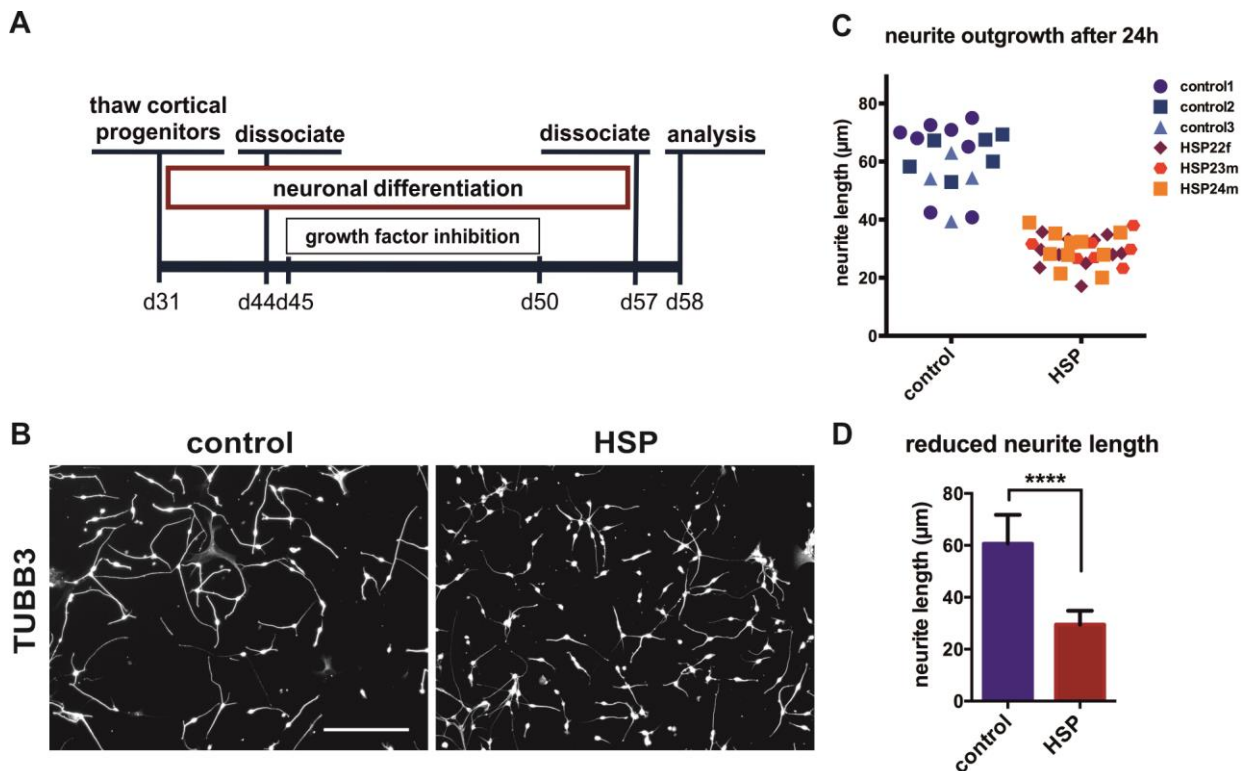 A
thaw cortical
progenitors
dissociate
dissociate
analysis
neuronal differentiation
growth factor inhibition
d31
d44d45
d50
d57
d58
B
control
HSP
TUBB3
C
neurite outgrowth after 24h
neurite length (µm)
80
60
40
20
0
control
HSP
control1
control2
control3
HSP22f
HSP23m
HSP24m
D
reduced neurite length
****
neurite length (µm)
80
60
40
20
0
control
HSP